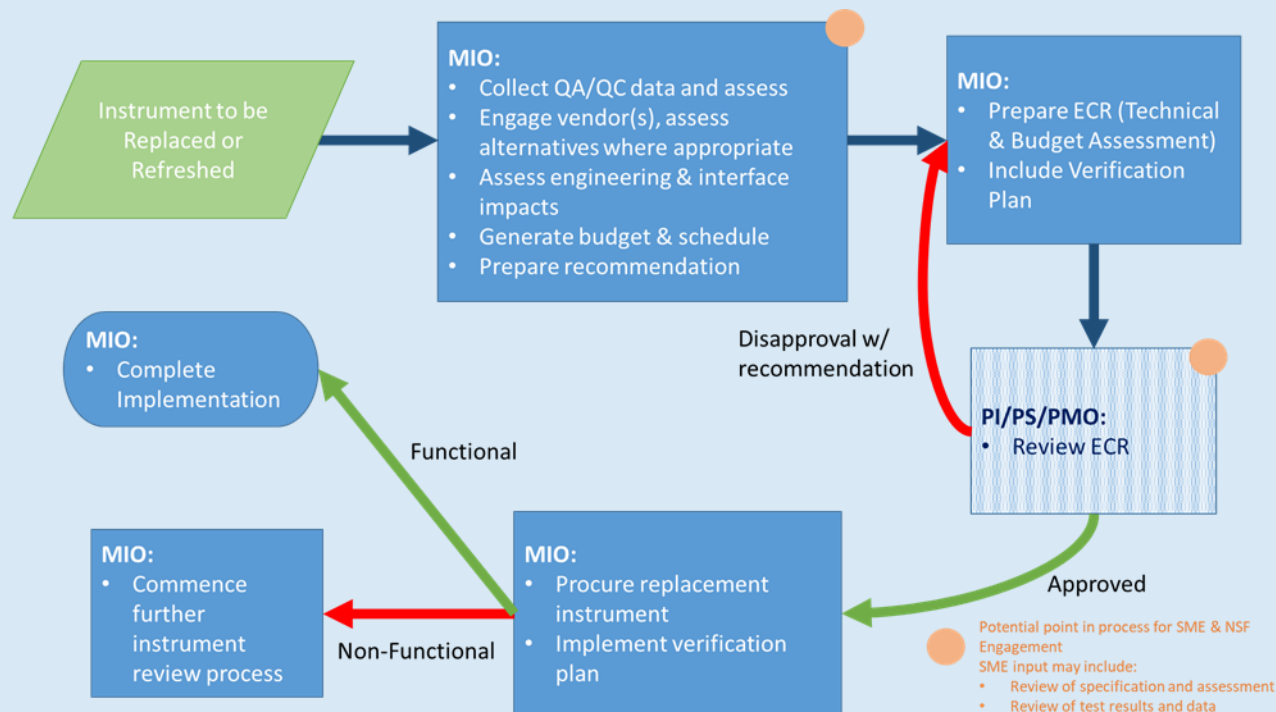 Instrument to be
Replaced or
Refreshed
MIO:
• Collect QA/QC data and assess
• Engage vendor(s), assess
alternatives where appropriate
• Assess engineering & interface
impacts
• Generate budget & schedule
• Prepare recommendation
MIO:
• Prepare ECR (Technical
& Budget Assessment)
• Include Verification
Plan
Disapproval w/
recommendation
PI/PS/PMO:
• Review ECR
Approved
MIO:
• Procure replacement
instrument
• Implement verification
plan
Functional
MIO:
• Complete
Implementation
Non-Functional
MIO:
• Commence
further
instrument
review process
Potential point in process for SME & NSF
Engagement
SME input may include:
• Review of specification and assessment
• Review of test results and data